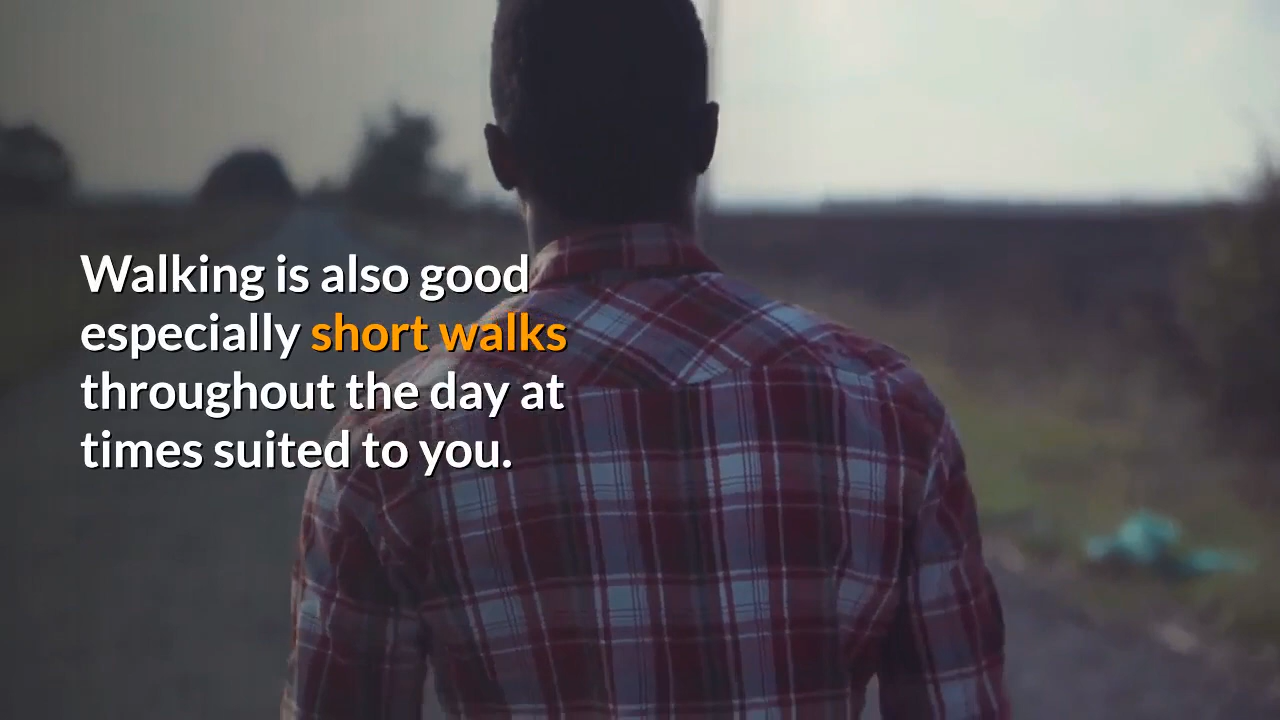 Walking is also good
especially short walks
throughout the day at
times suited to you.